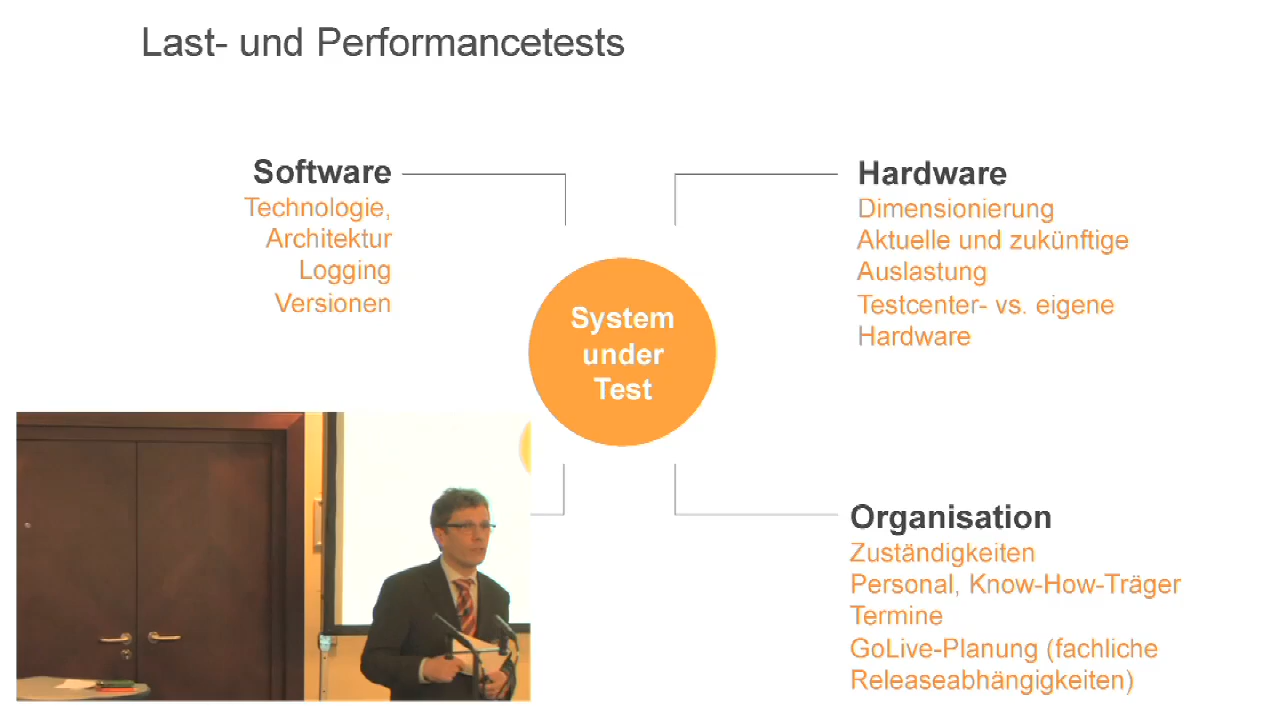 Last- und Performancetests
Software
Technologie,
Architektur
Logging
Versionen
Hardware
Dimensionierung
Aktuelle und zukünftige
Auslastung
Testcenter- vs. eigene
Hardware
System
under
Test
Organisation
Zuständigkeiten
Personal, Know-How-Träger
Termine
GoLive-Planung (fachliche
Releaseabhängigkeiten)